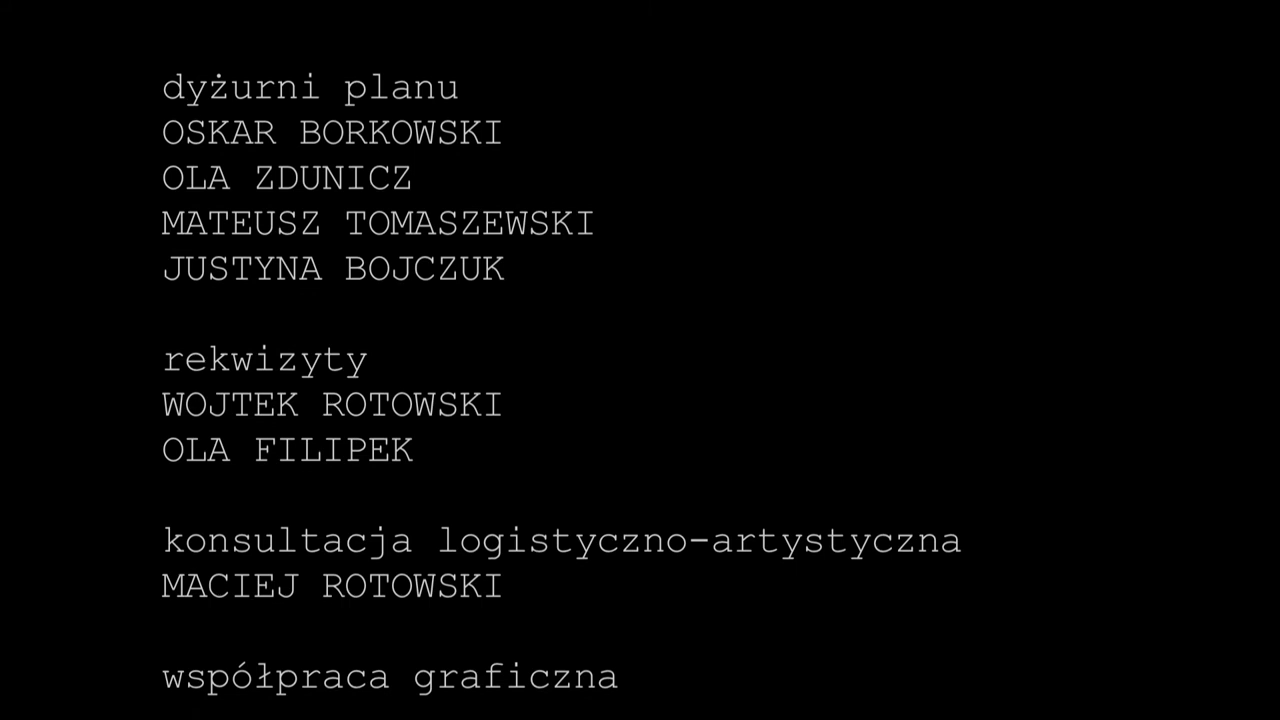 dyżurni planu
OSKAR BORKOWSKI
OLA ZDUNICZ
MATEUSZ TOMASZEWSKI
JUSTYNA BOJCZUK
rekwizyty
WOJTEK ROTOWSKI
OLA FILIPEK
konsultacja logistyczno-artystyczna
MACIEJ ROTOWSKI
współpraca graficzna